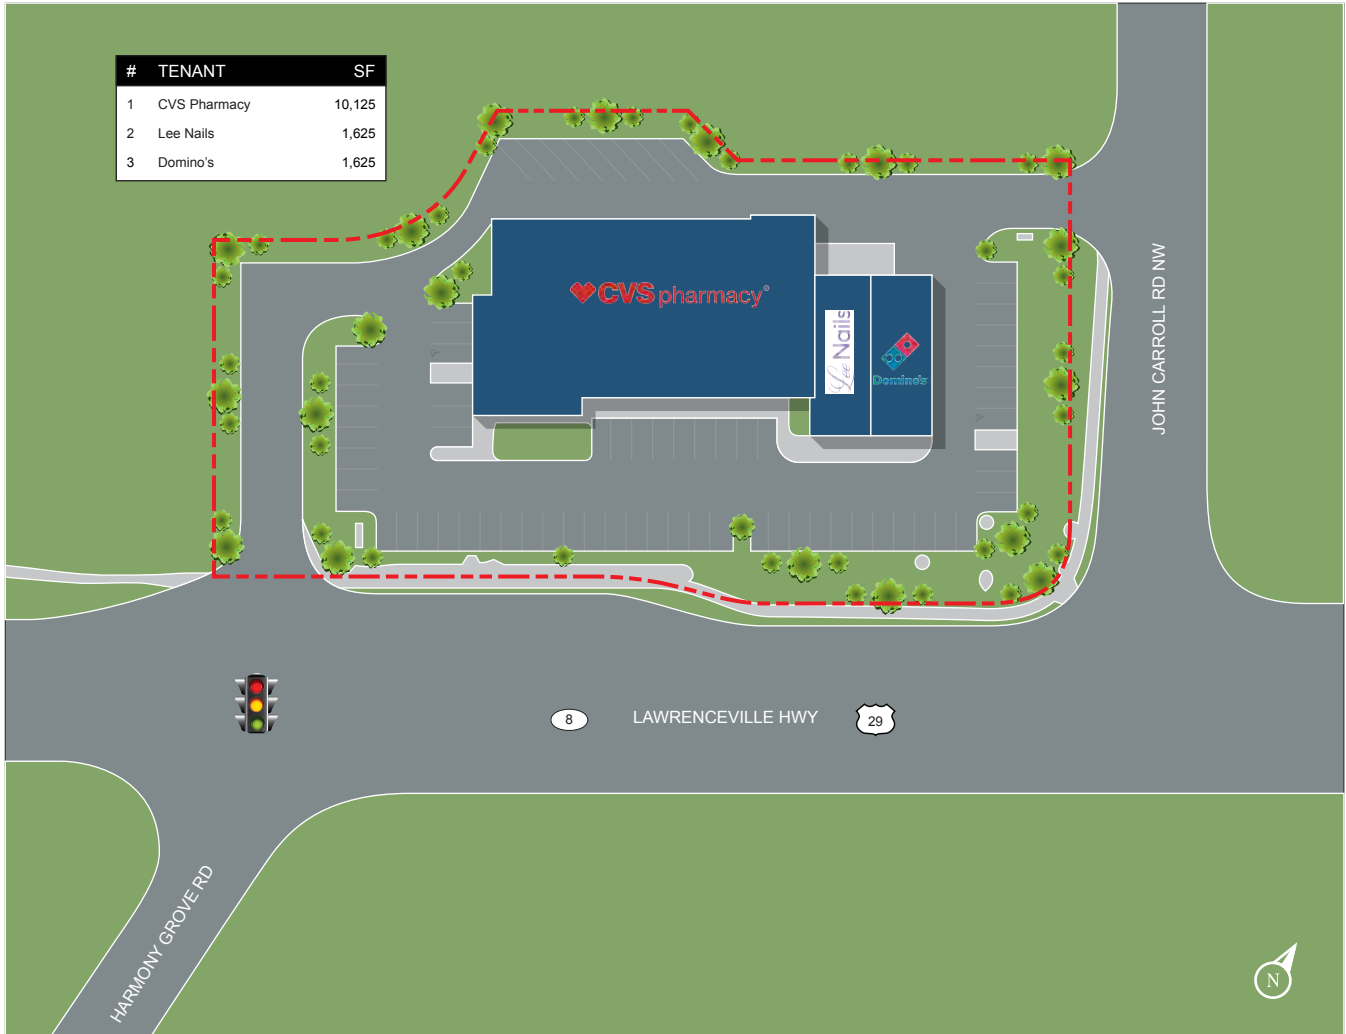 # TENANT SF
1 CVS Pharmacy 10,125
2 Lee Nails 1,625
3 Domino's 1,625
CVS pharmacy®
Lee Nails
Domino's
JOHN CARROLL RD NW
8 LAWRENCEVILLE HWY 29
HARMONY GROVE RD
N